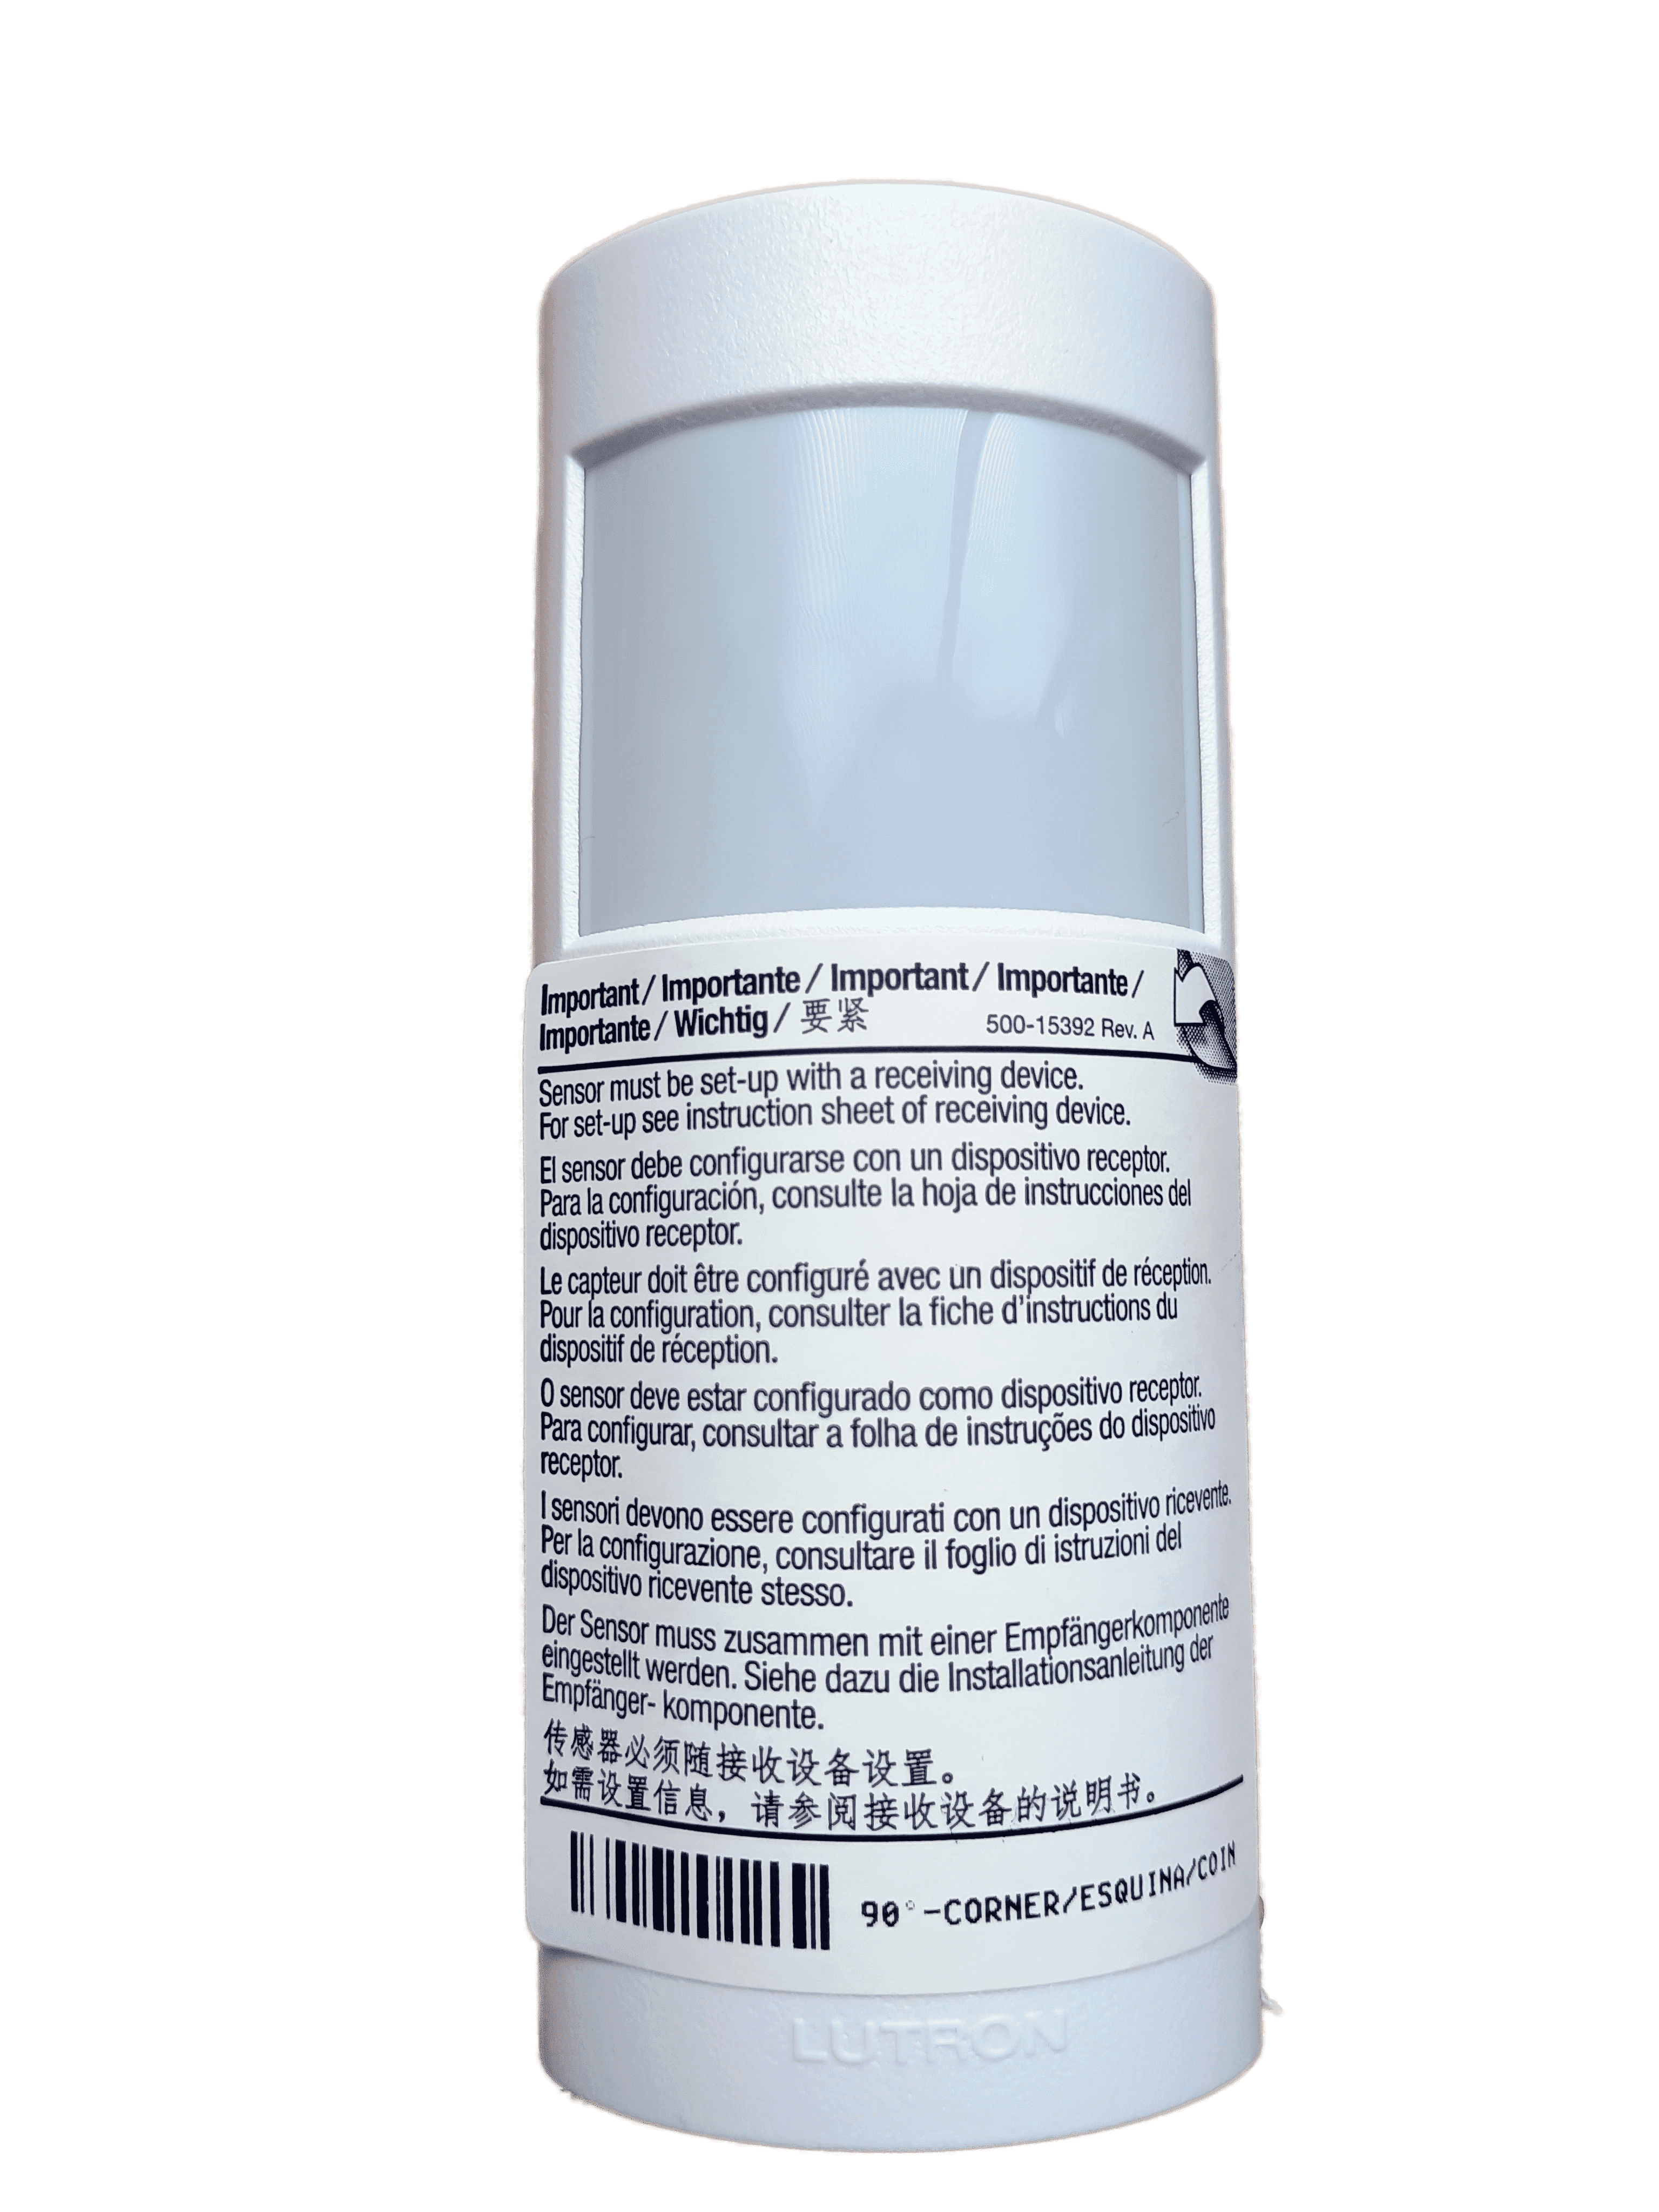 Important / Importante / Important / Importante /
Importante / Wichtig / 要紧
500-15392 Rev. A
Sensor must be set-up with a receiving device.
For set-up see instruction sheet of receiving device.
El sensor debe configurarse con un dispositivo receptor.
Para la configuración, consulte la hoja de instrucciones del
dispositivo receptor.
Le capteur doit être configuré avec un dispositif de réception.
Pour la configuration, consulter la fiche d'instructions du
dispositif de réception.
O sensor deve estar configurado como dispositivo receptor.
Para configurar, consultar a folha de instruções do dispositivo
receptor.
I sensori devono essere configurati con un dispositivo ricevente.
Per la configurazione, consultare il foglio di istruzioni del
dispositivo ricevente stesso.
Der Sensor muss zusammen mit einer Empfängerkomponente
eingestellt werden. Siehe dazu die Installationsanleitung der
Empfänger- komponente.
传感器必须随接收设备设置。
如需设置信息，请参阅接收设备的说明书。
90°-CORNER/ESQUINA/COIN
LUTRON